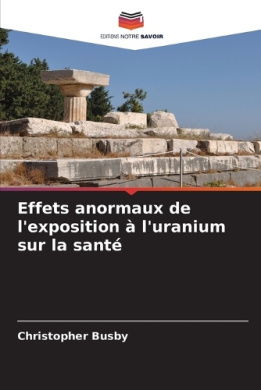 EDITIONS NOTRE SAVOIR
Effets anormaux de
l'exposition à l'uranium
sur la santé
Christopher Busby